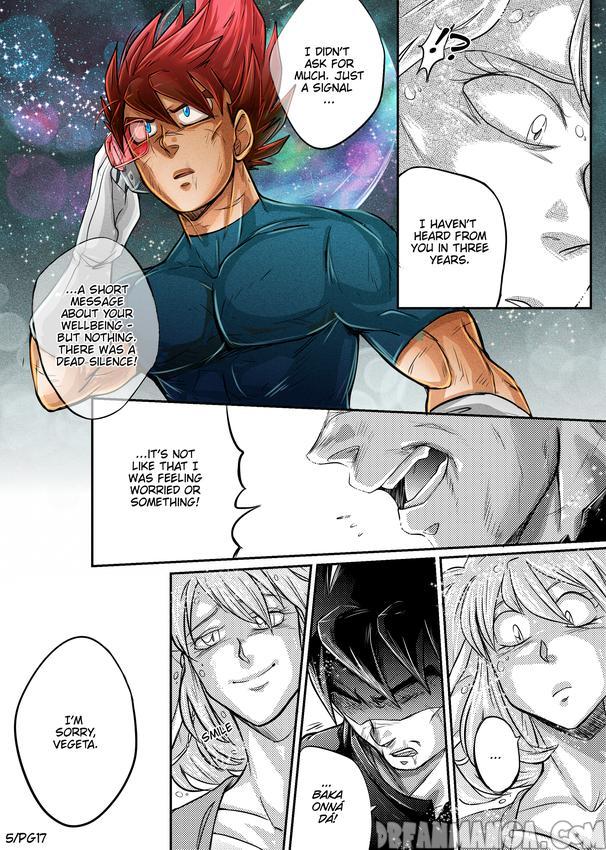 !?
I HAVEN'T
HEARD FROM
YOU IN THREE
YEARS.
I DIDN'T
ASK FOR
MUCH. JUST
A SIGNAL
...
...A SHORT
MESSAGE
ABOUT YOUR
WELLBEING -
BUT NOTHING.
THERE WAS A
DEAD SILENCE!
...IT'S NOT
LIKE THAT I
WAS FEELING
WORRIED OR
SOMETHING!
...
...
BAKA
ONNÁ
DA!
SMILE
I'M
SORRY,
VEGETA.
5/PG17
DBFANMANGA.COM